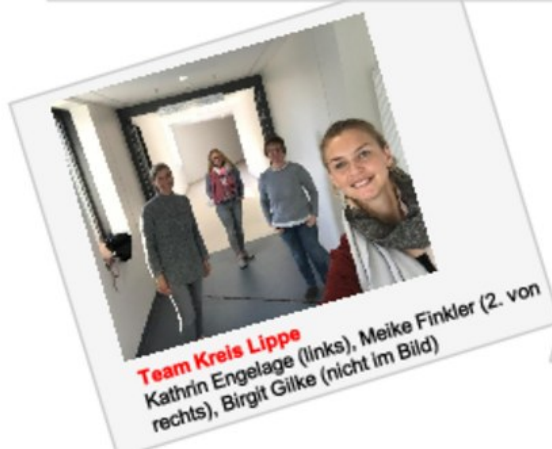 Team Kreis Lippe
Kathrin Engelage (links), Meike Finkler (2. von
rechts), Birgit Gilke (nicht im Bild)